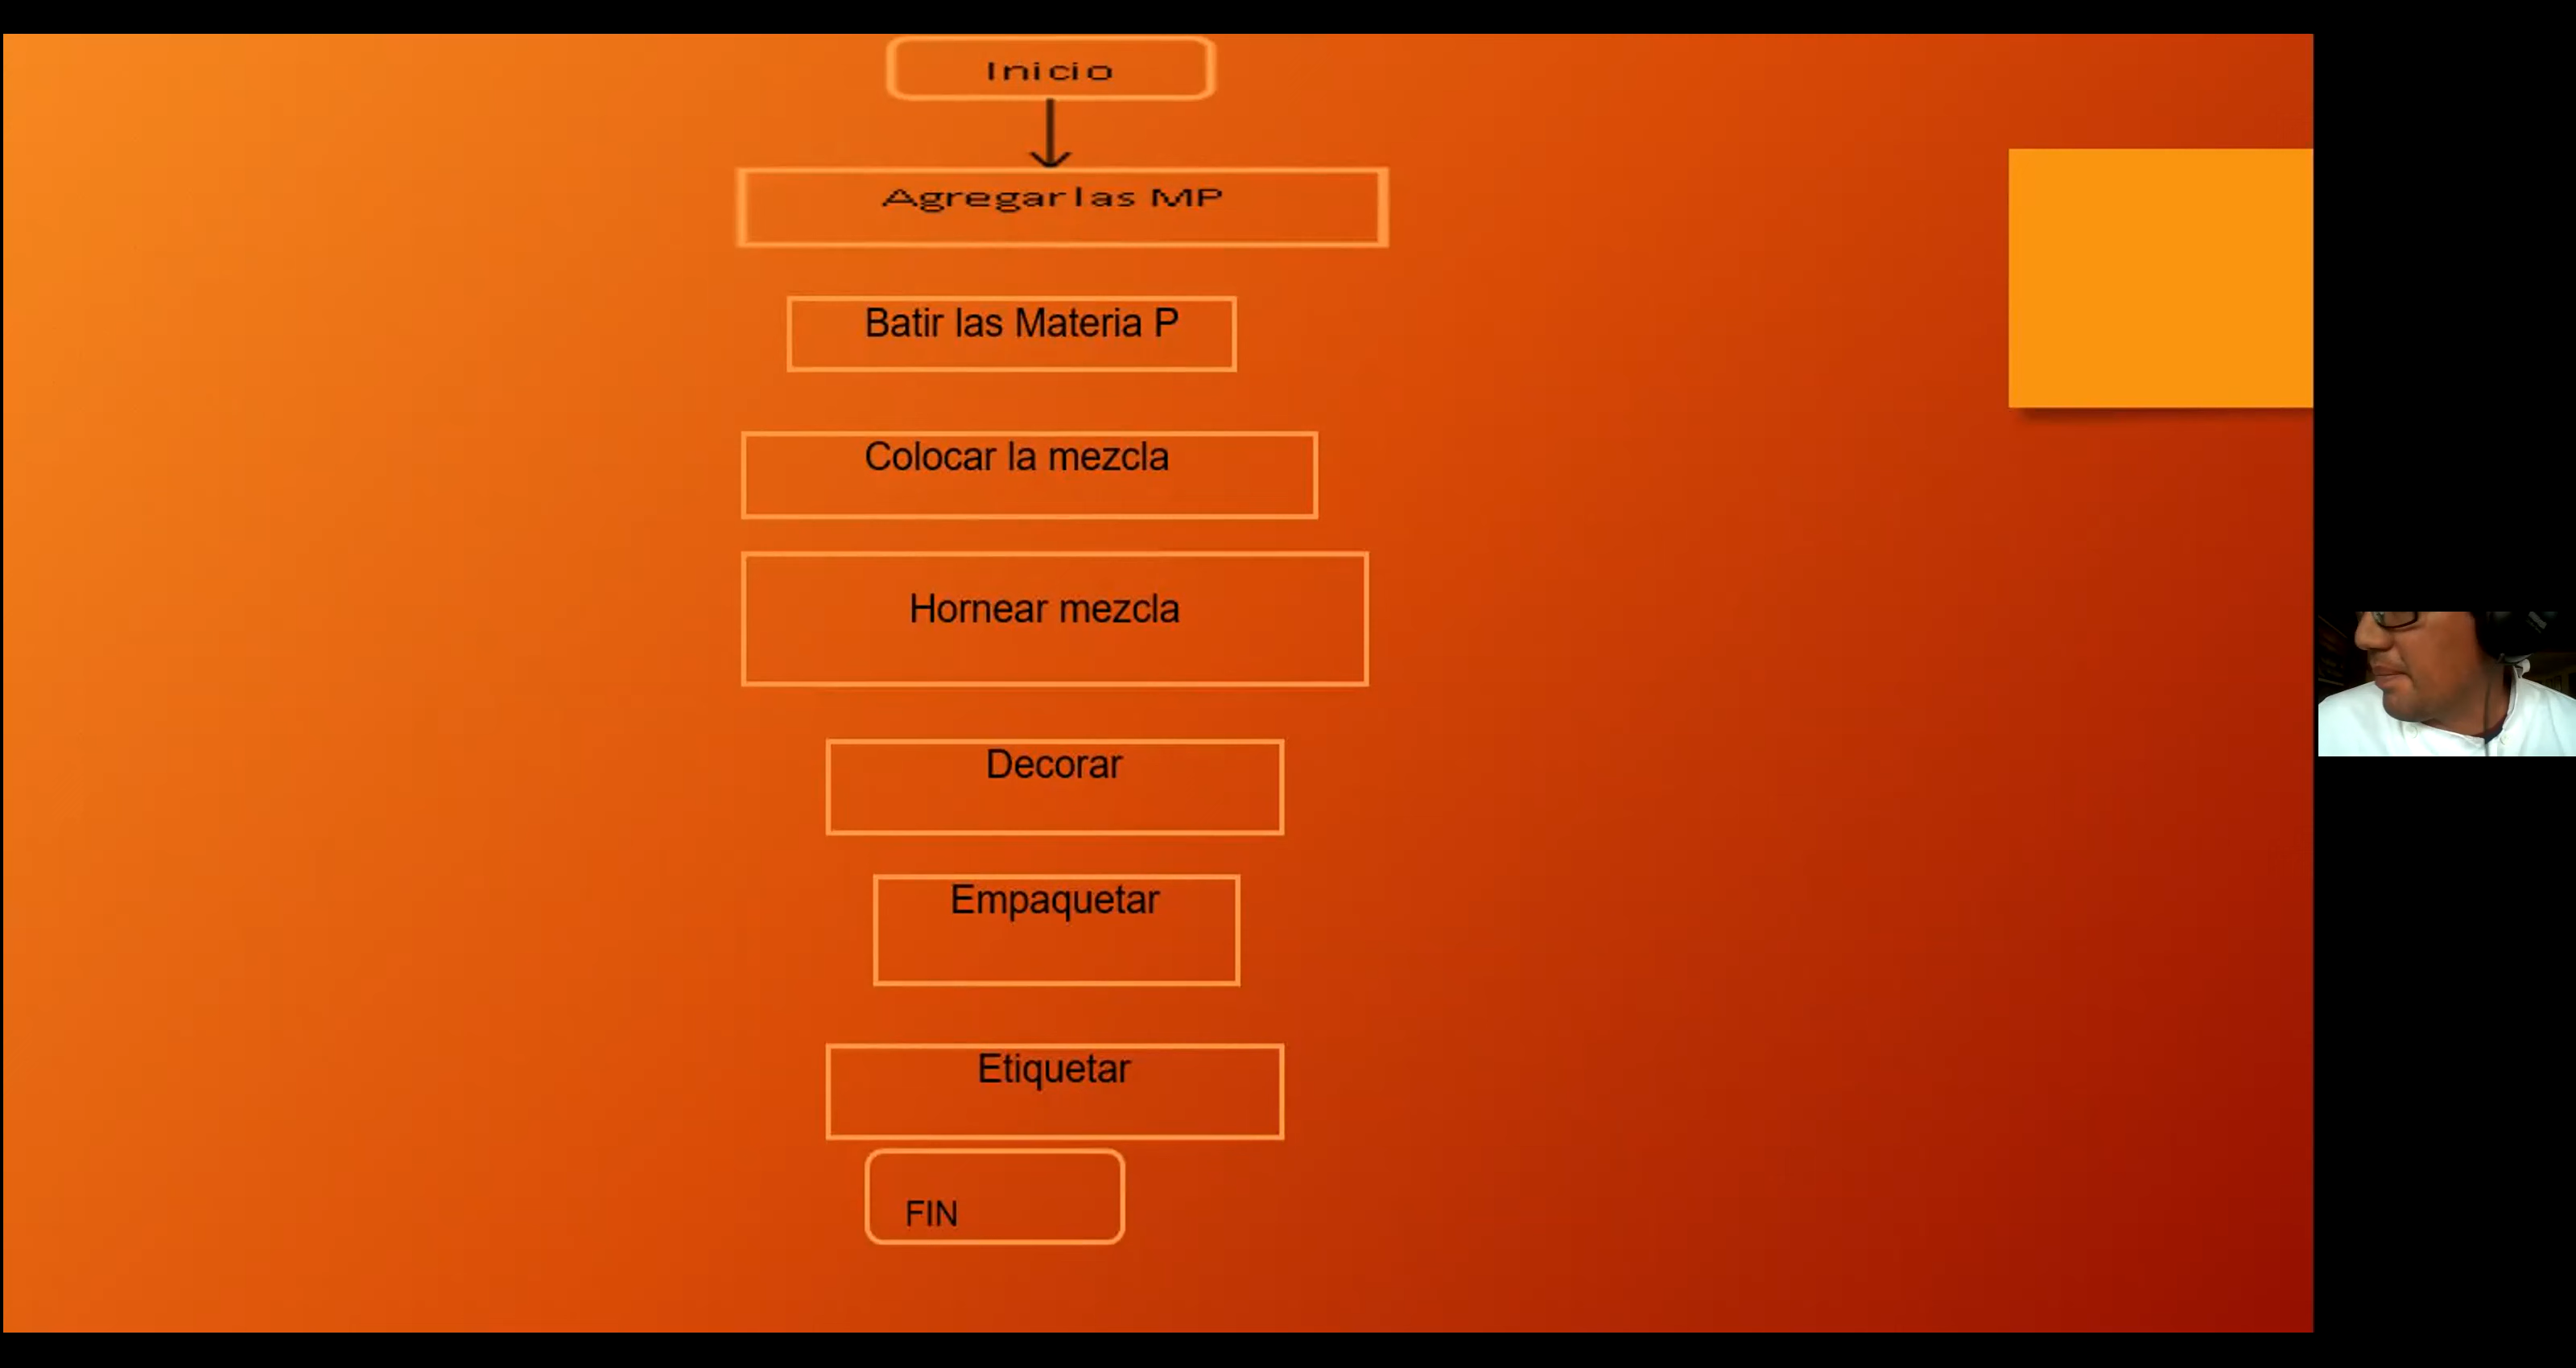 Inicio
Agregar las MP
Batir las Materia P
Colocar la mezcla
Hornear mezcla
Decorar
Empaquetar
Etiquetar
FIN